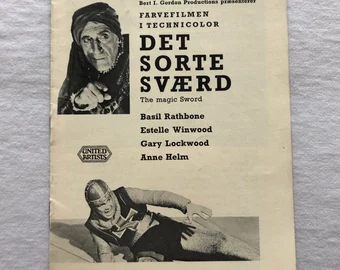 Bert I. Gordon Productions præsenterer
FARVEFILMEN
I TECHNICOLOR
DET
SORTE
SVÆRD
The magic Sword
Basil Rathbone
Estelle Winwood
Gary Lockwood
Anne Helm
UNITED
ARTISTS